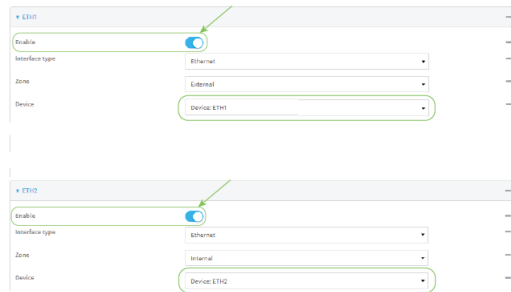 ▾ ETH1
Enable
Interface type Ethernet
Zone External
Device Device: ETH1
▾ ETH2
Enable
Interface type Ethernet
Zone Internal
Device Device: ETH2